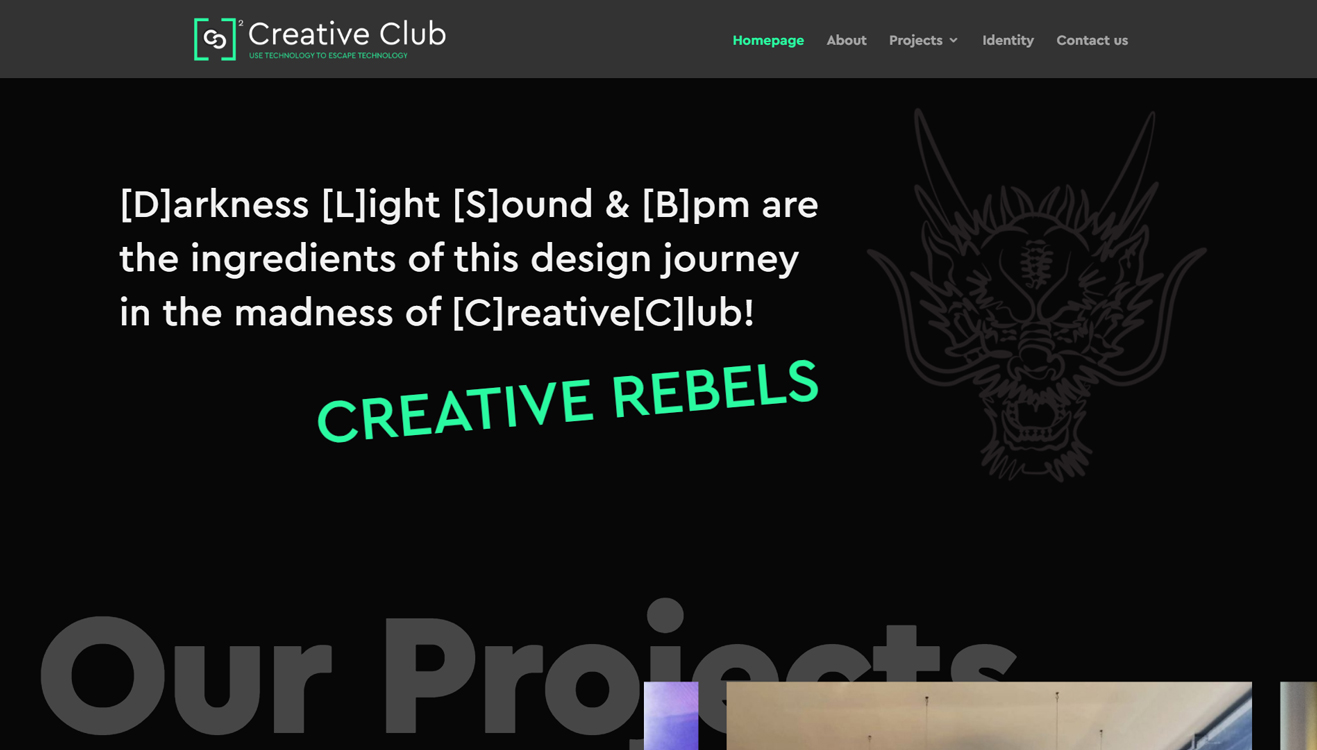 Creative Club
USE TECHNOLOGY TO ESCAPE TECHNOLOGY
2
Homepage About Projects Identity Contact us
[D]arkness [L]ight [S]ound & [B]pm are
the ingredients of this design journey
in the madness of [C]reative[C]lub!
CREATIVE REBELS
Our Projects